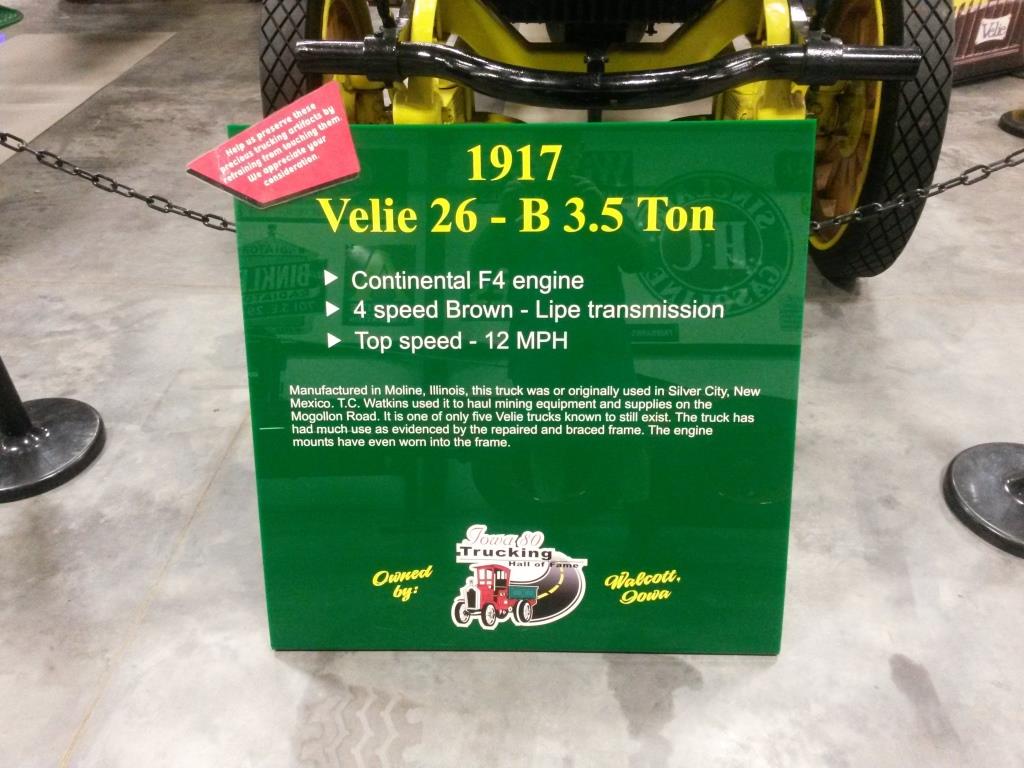 Velie
Help us preserve these
precious trucking artifacts by
refraining from touching them.
We appreciate your
consideration.
1917
Velie 26 - B 3.5 Ton
Continental F4 engine
4 speed Brown - Lipe transmission
Top speed - 12 MPH
Manufactured in Moline, Illinois, this truck was or originally used in Silver City, New
Mexico. T.C. Watkins used it to haul mining equipment and supplies on the
Mogollon Road. It is one of only five Velie trucks known to still exist. The truck has
had much use as evidenced by the repaired and braced frame. The engine
mounts have even worn into the frame.
Iowa 80
Trucking
Hall of Fame
Owned
by:
Walcott,
Iowa